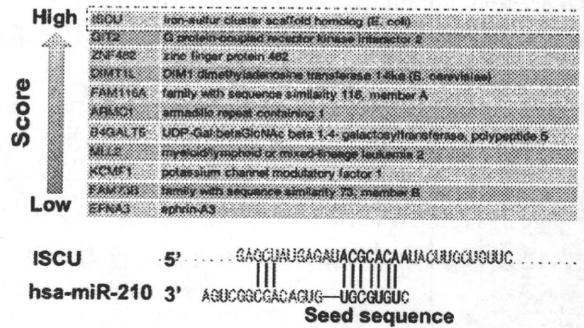 High
ISCU iron-sulfur cluster scaffold homolog (E. coli)
GIT2 G protein-coupled receptor kinase interactor 2
ZNF462 zinc finger protein 462
DIMT1L DIM1 dimethyladenosine transferase 1-like (S. cerevisiae)
FAM116A family with sequence similarity 116, member A
ARMC1 armadillo repeat containing 1
B4GALT5 UDP-Gal:betaGlcNAc beta 1,4- galactosyltransferase, polypeptide 5
MLL2 myeloid/lymphoid or mixed-lineage leukemia 2
KCMF1 potassium channel modulatory factor 1
FAM73B family with sequence similarity 73, member B
EFNA3 ephrin-A3
Score
Low
ISCU 5' GAGCUAUGAGAUACGCACAAUACUUGCUGUUC
hsa-miR-210 3' AGUCGGCGACAGUG—UGCGUGUC
Seed sequence